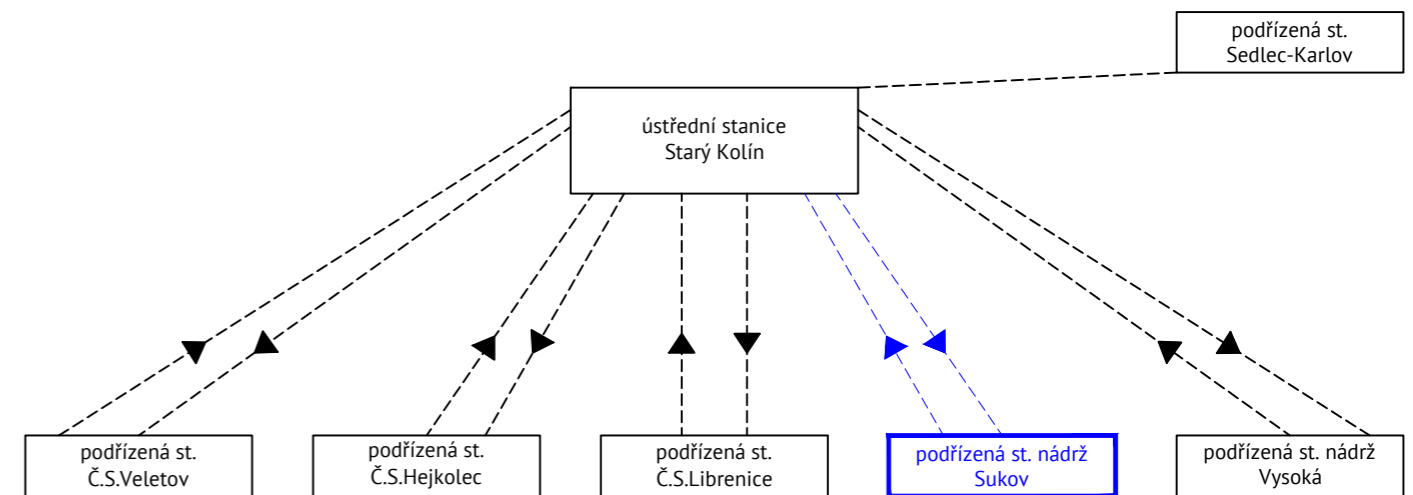 podřízená st.
Sedlec-Karlov
ústřední stanice
Starý Kolín
podřízená st.
Č.S.Veletov
podřízená st.
Č.S.Hejkolec
podřízená st.
Č.S.Librenice
podřízená st. nádrž
Sukov
podřízená st. nádrž
Vysoká